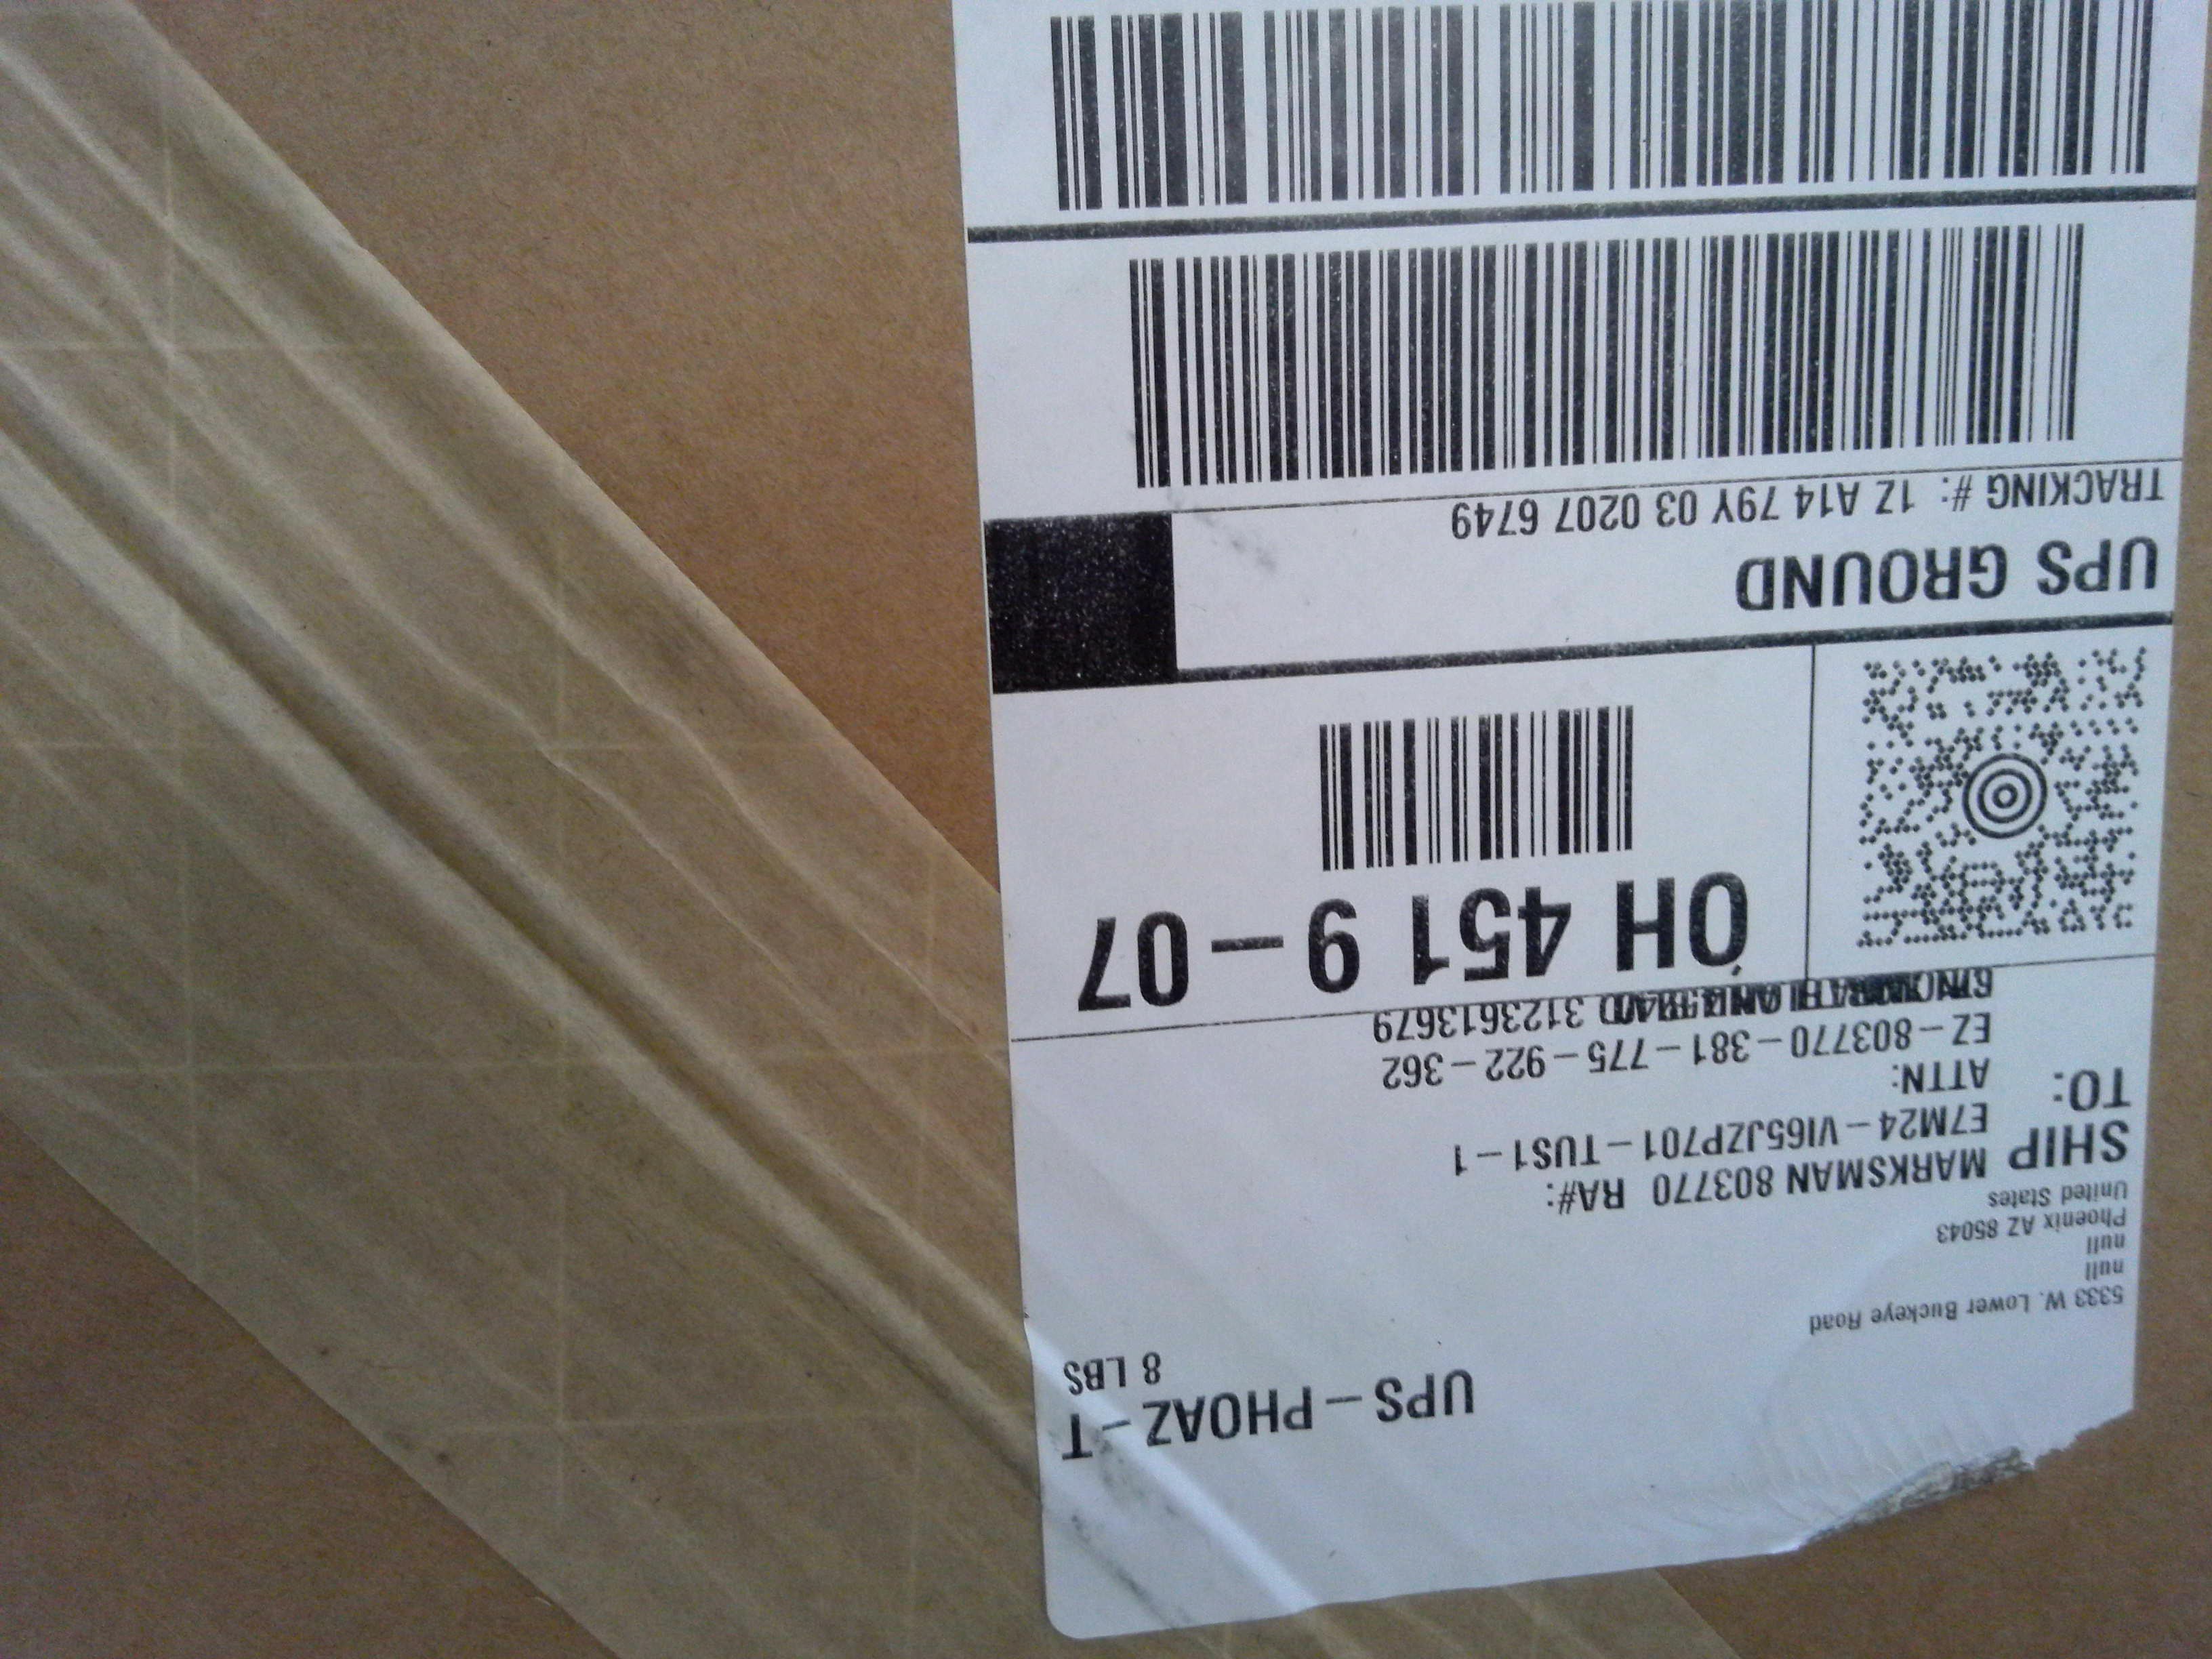 UPS-PHOAZ-T
8 LBS
5333 W. Lower Buckeye Road
null
null
Phoenix AZ 85043
United States
SHIP
TO:
MARKSMAN 803770 RA#:
E7M24-VI65JZP701-TUS1-1
ATTN:
EZ-803770-381-775-922-362
3123613679
OH 451 9-07
UPS GROUND
TRACKING #: 1Z A14 79Y 03 0207 6749